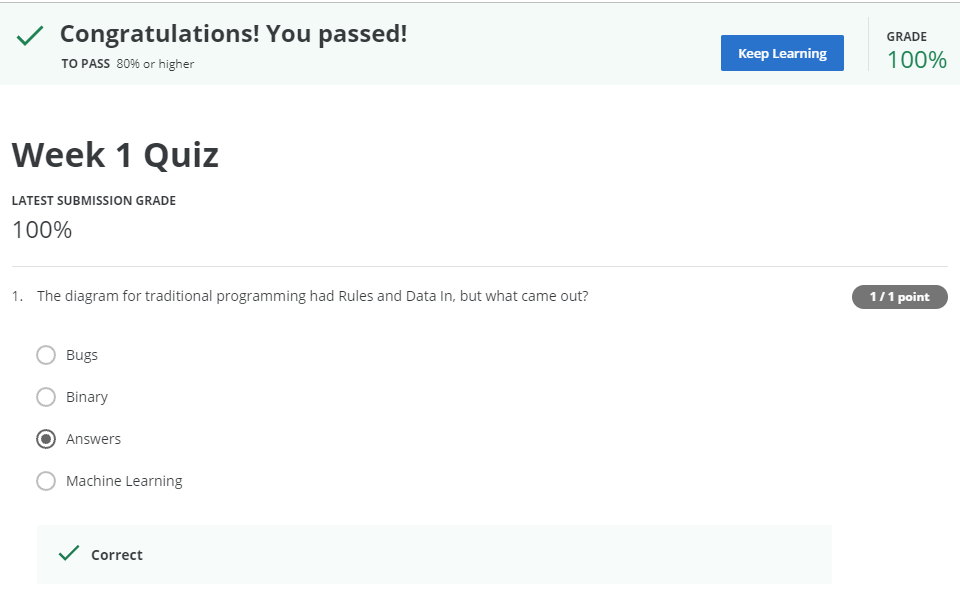 Congratulations! You passed!
TO PASS 80% or higher
Keep Learning
GRADE
100%
Week 1 Quiz
LATEST SUBMISSION GRADE
100%
1. The diagram for traditional programming had Rules and Data In, but what came out?
1 / 1 point
Bugs
Binary
Answers
Machine Learning
Correct